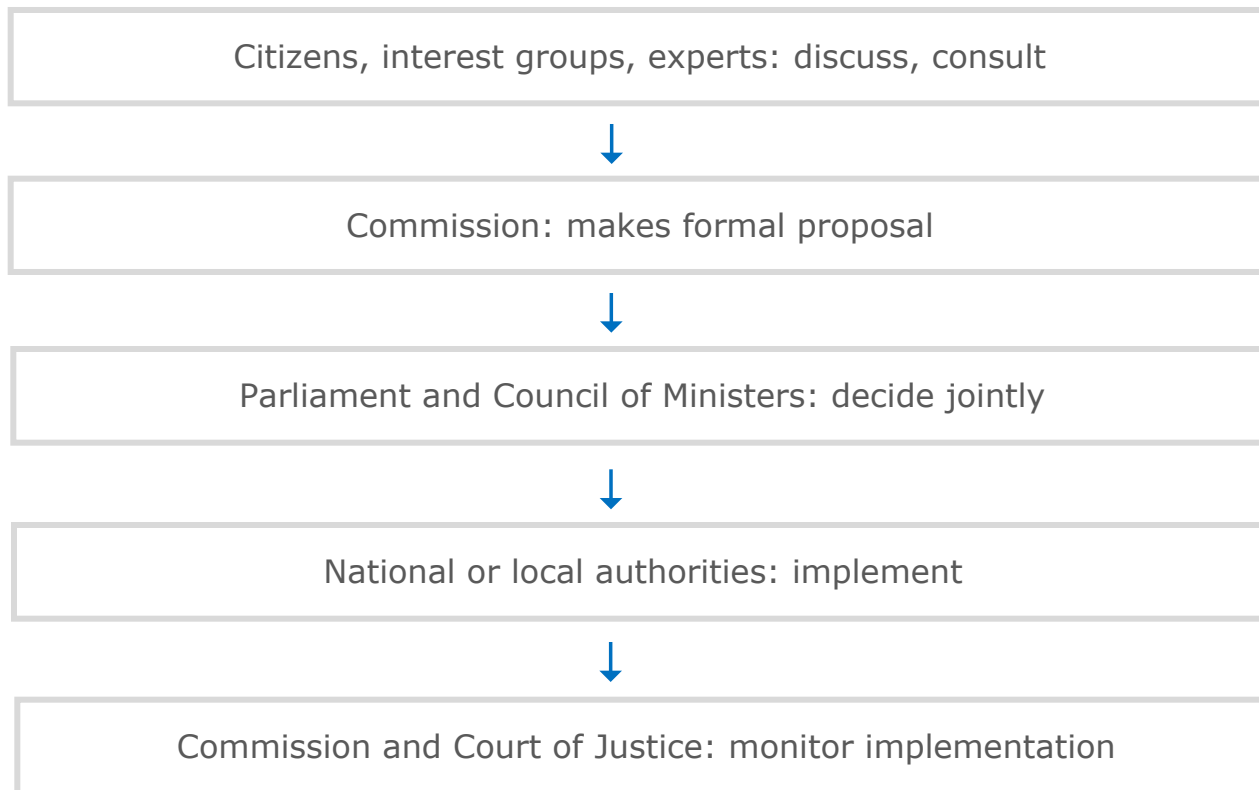 Citizens, interest groups, experts: discuss, consult
Commission: makes formal proposal
Parliament and Council of Ministers: decide jointly
National or local authorities: implement
Commission and Court of Justice: monitor implementation